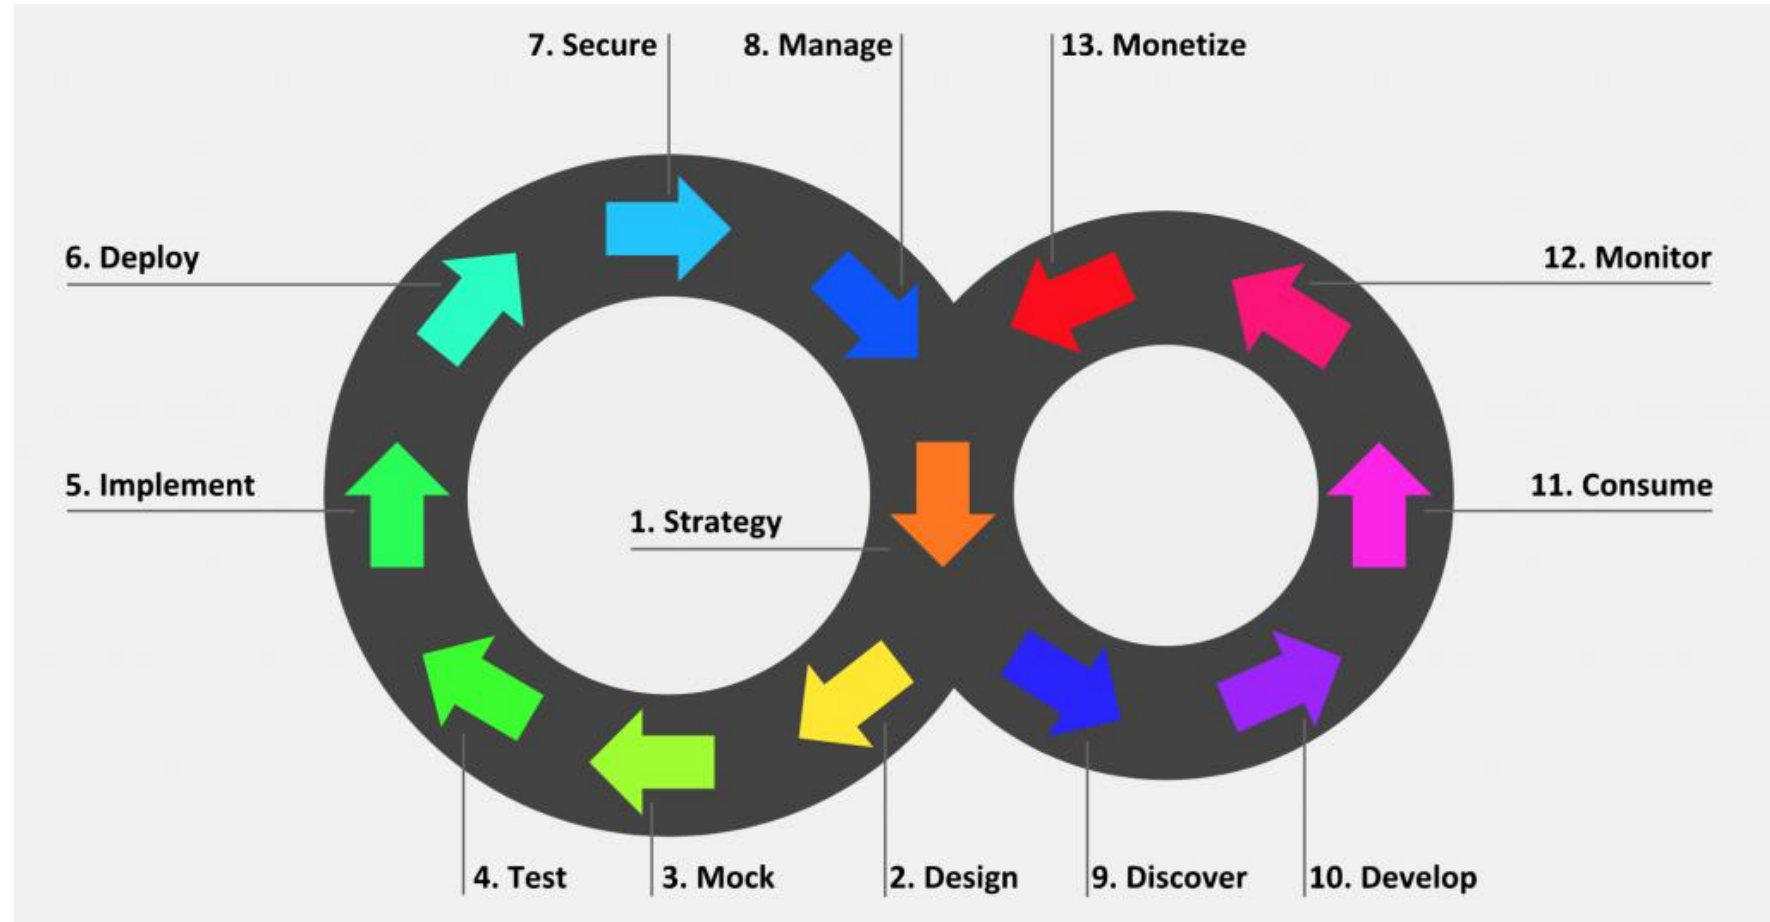 7. Secure
8. Manage
13. Monetize
6. Deploy
12. Monitor
5. Implement
11. Consume
1. Strategy
4. Test
3. Mock
2. Design
9. Discover
10. Develop